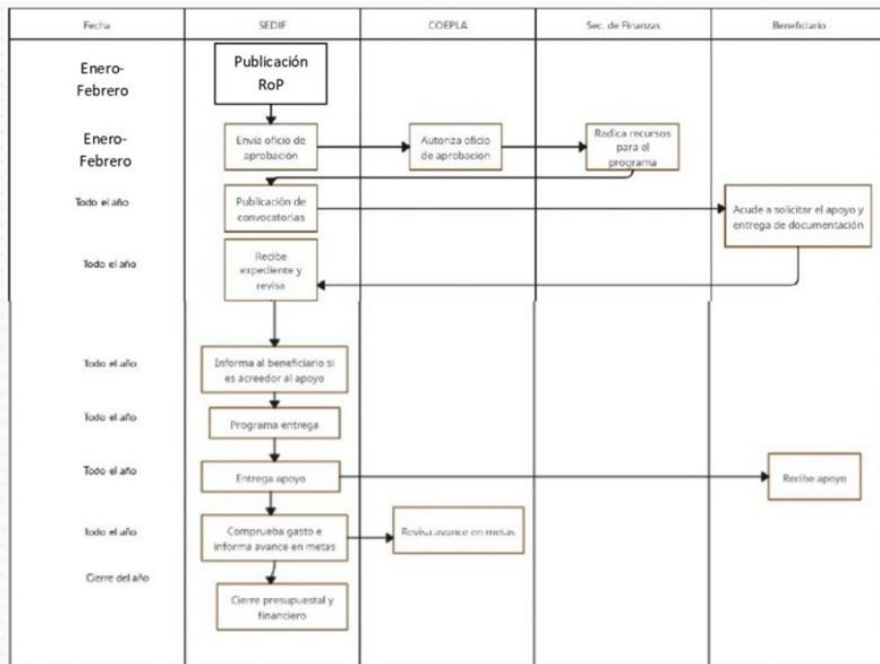 Fecha
SEDIF
COEPLA
Sec. de Finanzas
Beneficiario
Enero-
Febrero
Publicación
RoP
Enero-
Febrero
Envía oficio de
aprobación
Autoriza oficio
de aprobación
Radica recursos
para el
programa
Todo el año
Publicación de
convocatorias
Acude a solicitar el apoyo y
entrega de documentación
Todo el año
Recibe
expediente y
revisa
Todo el año
Informa al beneficiario si
es acreedor al apoyo
Todo el año
Programa entrega
Todo el año
Entrega apoyo
Recibe apoyo
Todo el año
Comprueba gasto e
informa avance en metas
Revisa avance en metas
Cierre del año
Cierre presupuestal y
financiero